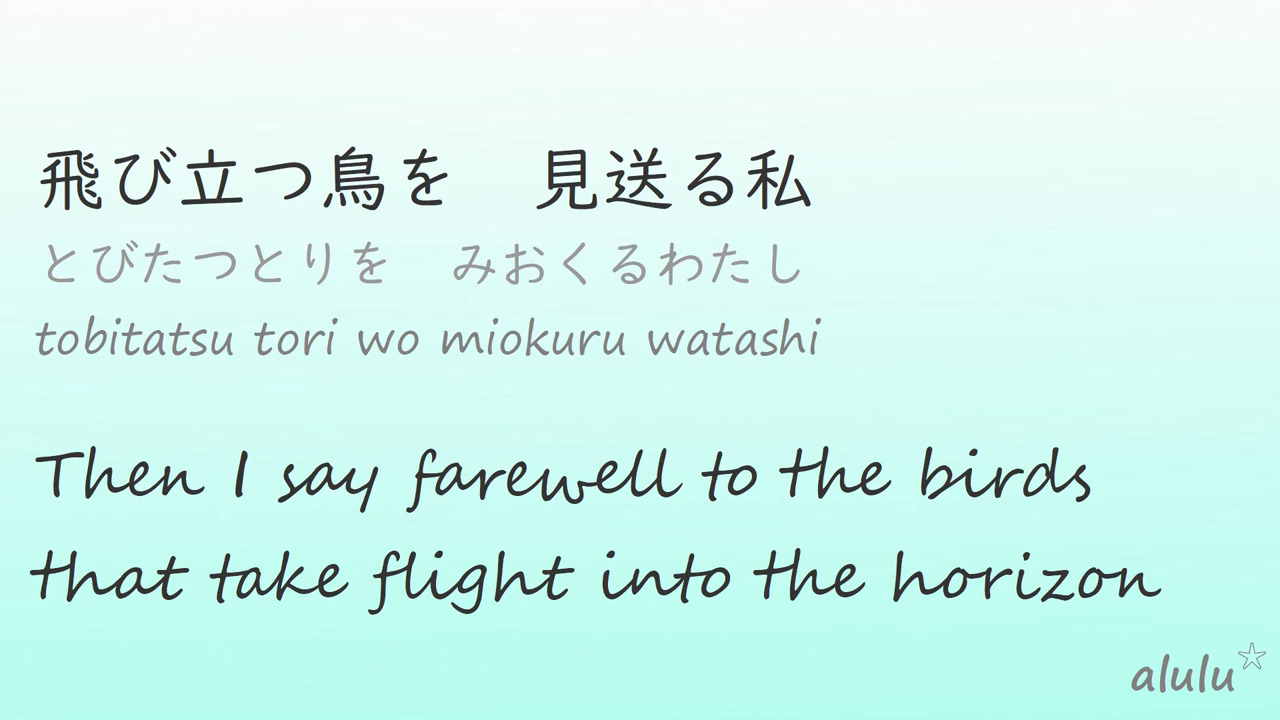 飛び立つ鳥を　見送る私
とびたつとりを　みおくるわたし
tobitatsu tori wo miokuru watashi
Then I say farewell to the birds
that take flight into the horizon
alulu☆